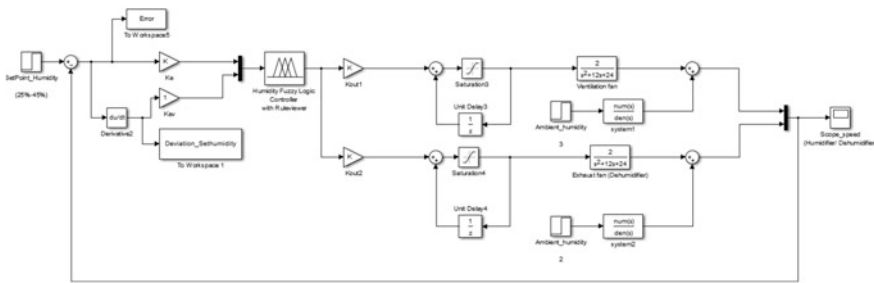 Error
To Workspace5
SetPoint_Humidity
(25%-45%)
K
Ke
1
Kev
du/dt
Derivative2
Deviation_Sethumidity
To Workspace 1
Humidity Fuzzy Logic
Controller
with Ruleviewer
K
Kout1
Saturation3
Unit Delay3
1
z
2
s²+12s+24
Ventilation fan
Ambient_humidity
3
num(s)
den(s)
system1
K
Kout2
Saturation4
Unit Delay4
1
z
2
s²+12s+24
Exhaust fan (Dehumidifier)
Ambient_humidity
2
num(s)
den(s)
system2
Scope_speed
(Humidifier/ Dehumidifier